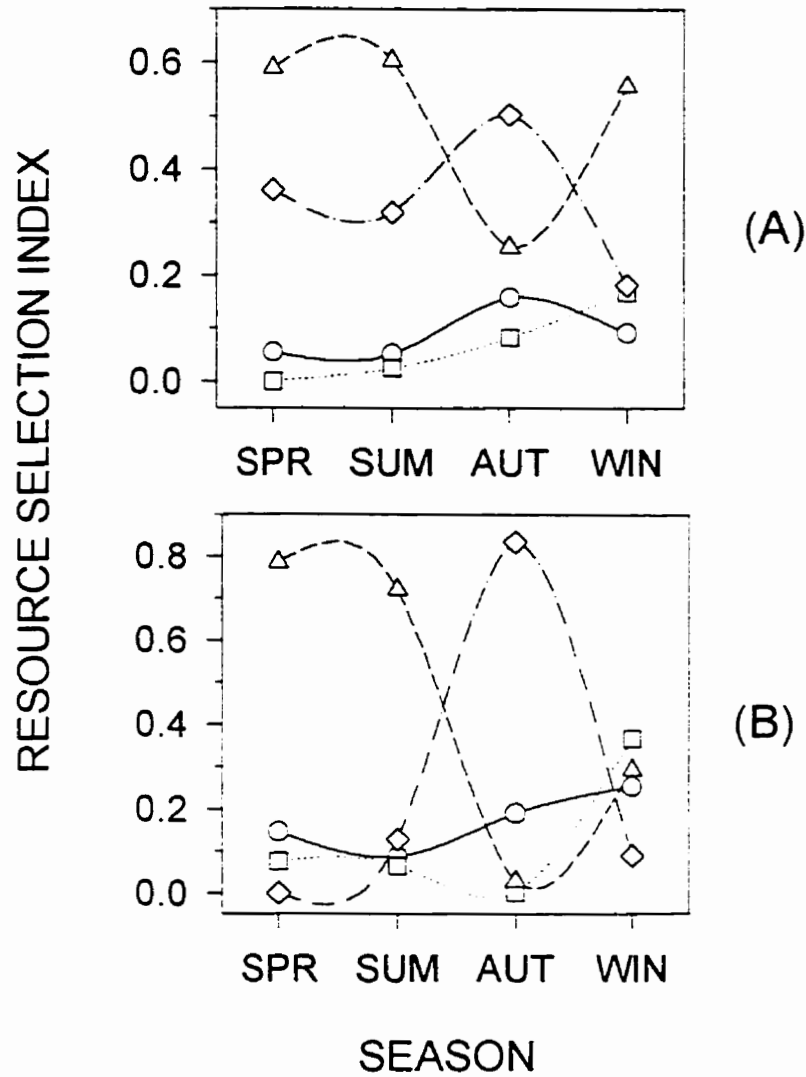 RESOURCE SELECTION INDEX
0.6
0.4
0.2
0.0
SPR SUM AUT WIN
(A)
0.8
0.6
0.4
0.2
0.0
SPR SUM AUT WIN
(B)
SEASON